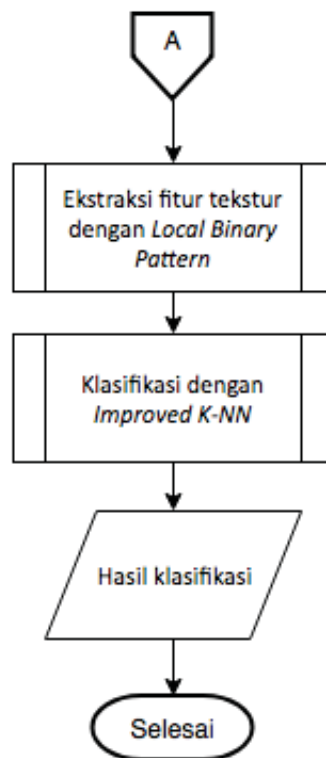 A
Ekstraksi fitur tekstur
dengan Local Binary
Pattern
Klasifikasi dengan
Improved K-NN
Hasil klasifikasi
Selesai